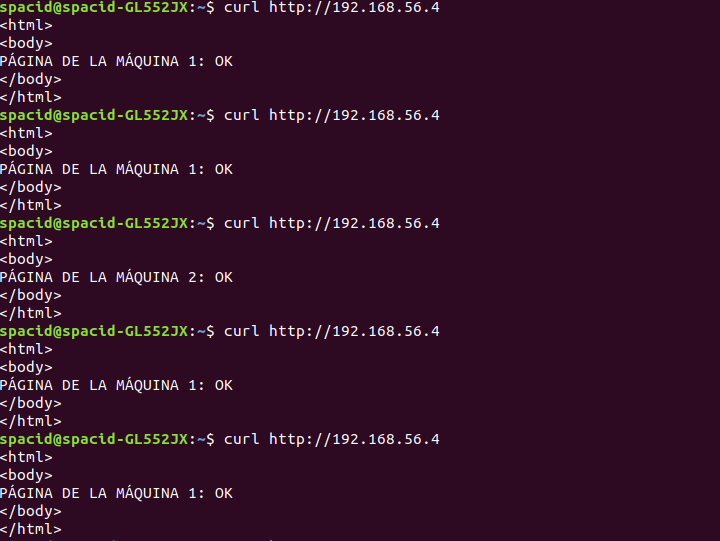 spacid@spacid-GL552JX:~$ curl http://192.168.56.4
<html>
<body>
PÁGINA DE LA MÁQUINA 1: OK
</body>
</html>
spacid@spacid-GL552JX:~$ curl http://192.168.56.4
<html>
<body>
PÁGINA DE LA MÁQUINA 1: OK
</body>
</html>
spacid@spacid-GL552JX:~$ curl http://192.168.56.4
<html>
<body>
PÁGINA DE LA MÁQUINA 2: OK
</body>
</html>
spacid@spacid-GL552JX:~$ curl http://192.168.56.4
<html>
<body>
PÁGINA DE LA MÁQUINA 1: OK
</body>
</html>
spacid@spacid-GL552JX:~$ curl http://192.168.56.4
<html>
<body>
PÁGINA DE LA MÁQUINA 1: OK
</body>
</html>